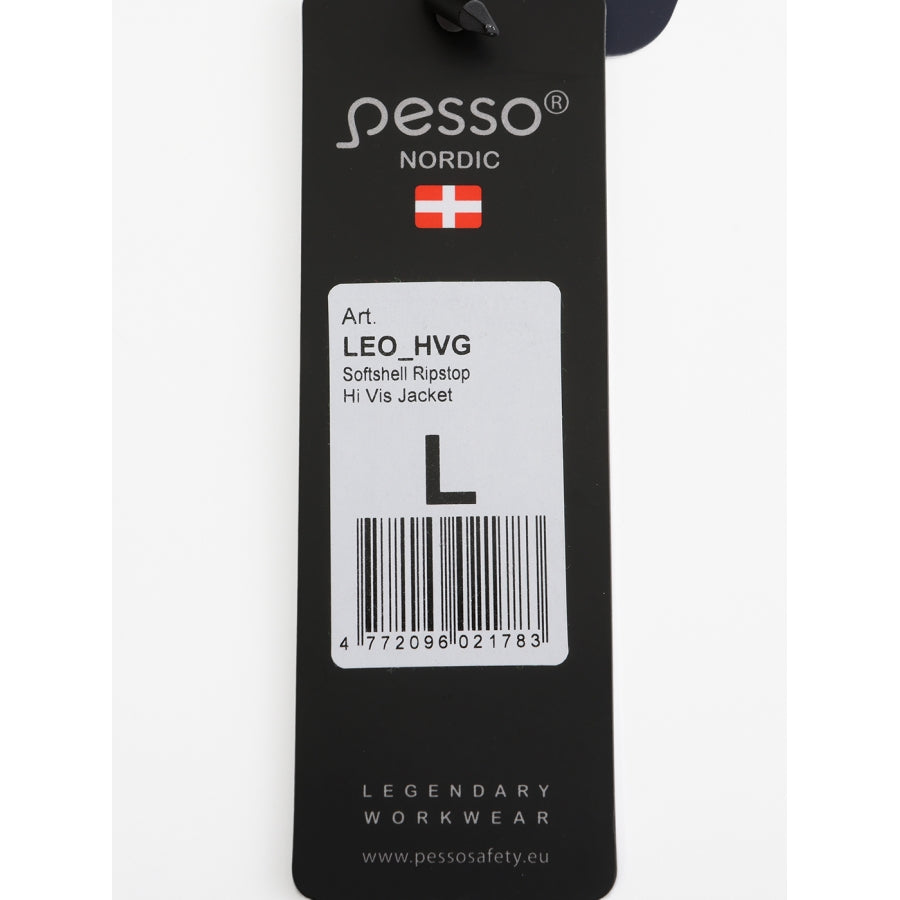 pesso®
NORDIC
Art.
LEO_HVG
Softshell Ripstop
Hi Vis Jacket
L
4 772096 021783
LEGENDARY
WORKWEAR
www.pessosafety.eu